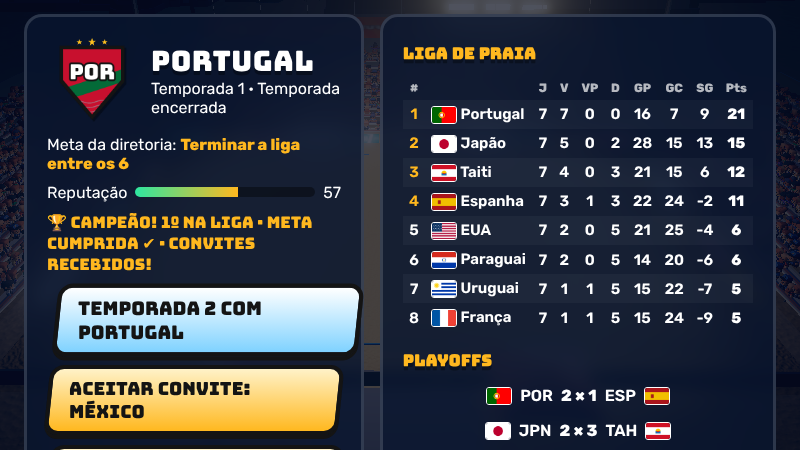 POR
PORTUGAL
Temporada 1 • Temporada
encerrada
Meta da diretoria: Terminar a liga
entre os 6
Reputação 57
🏆 CAMPEÃO! 1º NA LIGA • META
CUMPRIDA ✔ • CONVITES
RECEBIDOS!
TEMPORADA 2 COM
PORTUGAL
ACEITAR CONVITE:
MÉXICO
LIGA DE PRAIA
# J V VP D GP GC SG Pts
1 Portugal 7 7 0 0 16 7 9 21
2 Japão 7 5 0 2 28 15 13 15
3 Taiti 7 4 0 3 21 15 6 12
4 Espanha 7 3 1 3 22 24 -2 11
5 EUA 7 2 0 5 21 25 -4 6
6 Paraguai 7 2 0 5 14 20 -6 6
7 Uruguai 7 1 1 5 15 22 -7 5
8 França 7 1 1 5 15 24 -9 5
PLAYOFFS
POR 2 × 1 ESP
JPN 2 × 3 TAH